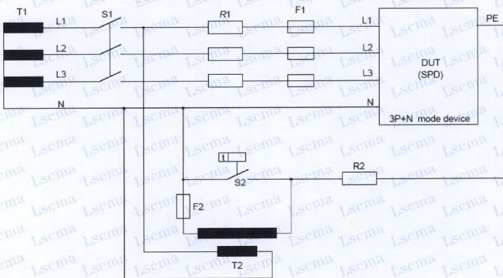 T1
S1
R1
F1
L1
L1
PE
L2
L2
DUT
(SPD)
L3
L3
N
N
3P+N mode device
t
S2
R2
F2
T2
Lscma